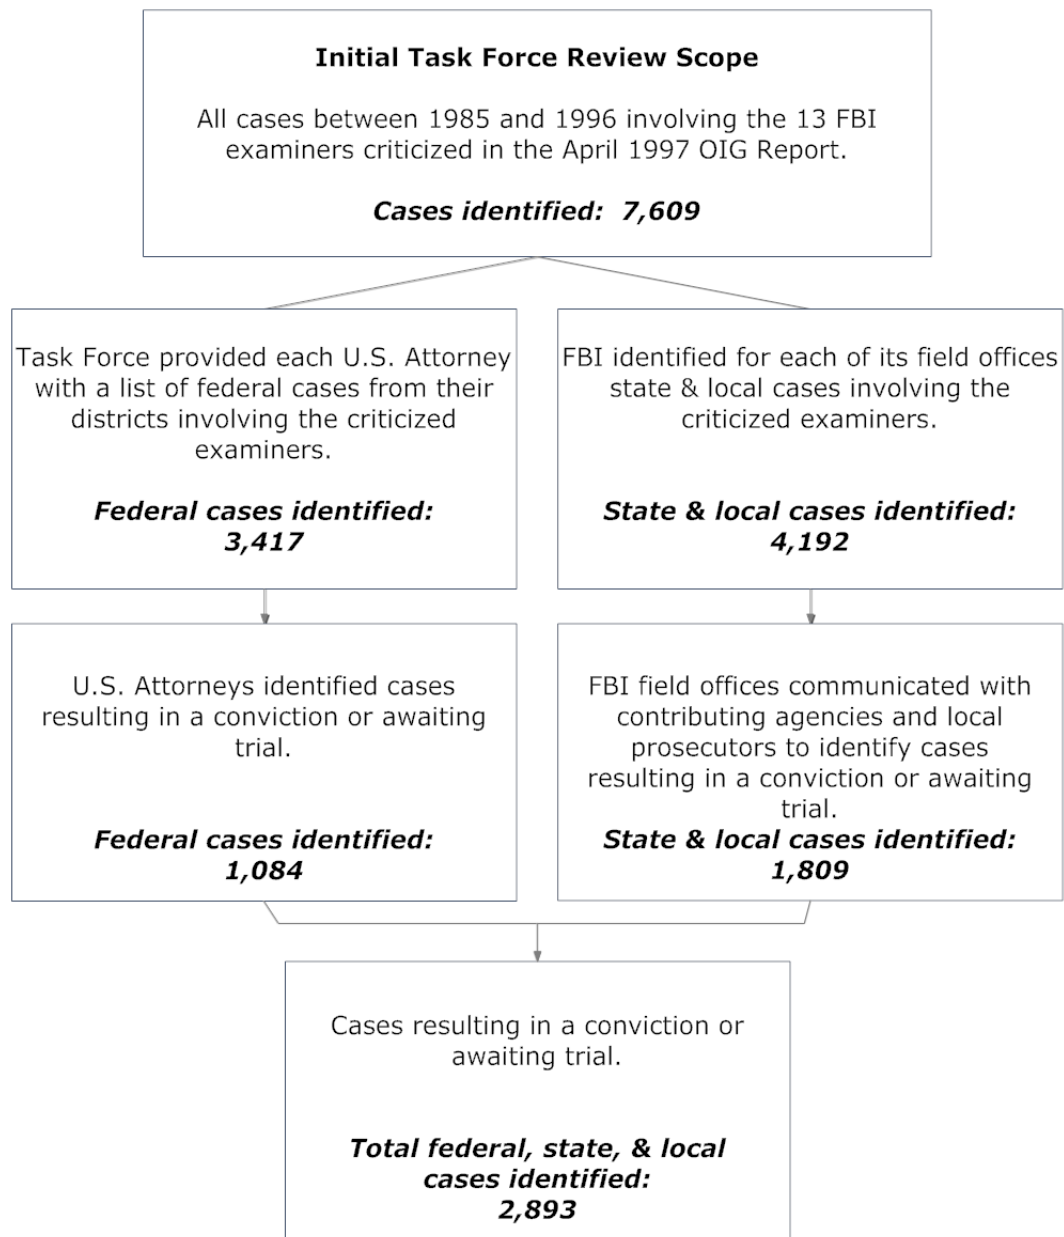 Initial Task Force Review Scope
All cases between 1985 and 1996 involving the 13 FBI
examiners criticized in the April 1997 OIG Report.
Cases identified:  7,609
Task Force provided each U.S. Attorney
with a list of federal cases from their
districts involving the criticized
examiners.
Federal cases identified:
3,417
FBI identified for each of its field offices
state & local cases involving the
criticized examiners.
State & local cases identified:
4,192
U.S. Attorneys identified cases
resulting in a conviction or awaiting
trial.
Federal cases identified:
1,084
FBI field offices communicated with
contributing agencies and local
prosecutors to identify cases
resulting in a conviction or awaiting
trial.
State & local cases identified:
1,809
Cases resulting in a conviction or
awaiting trial.
Total federal, state, & local
cases identified:
2,893